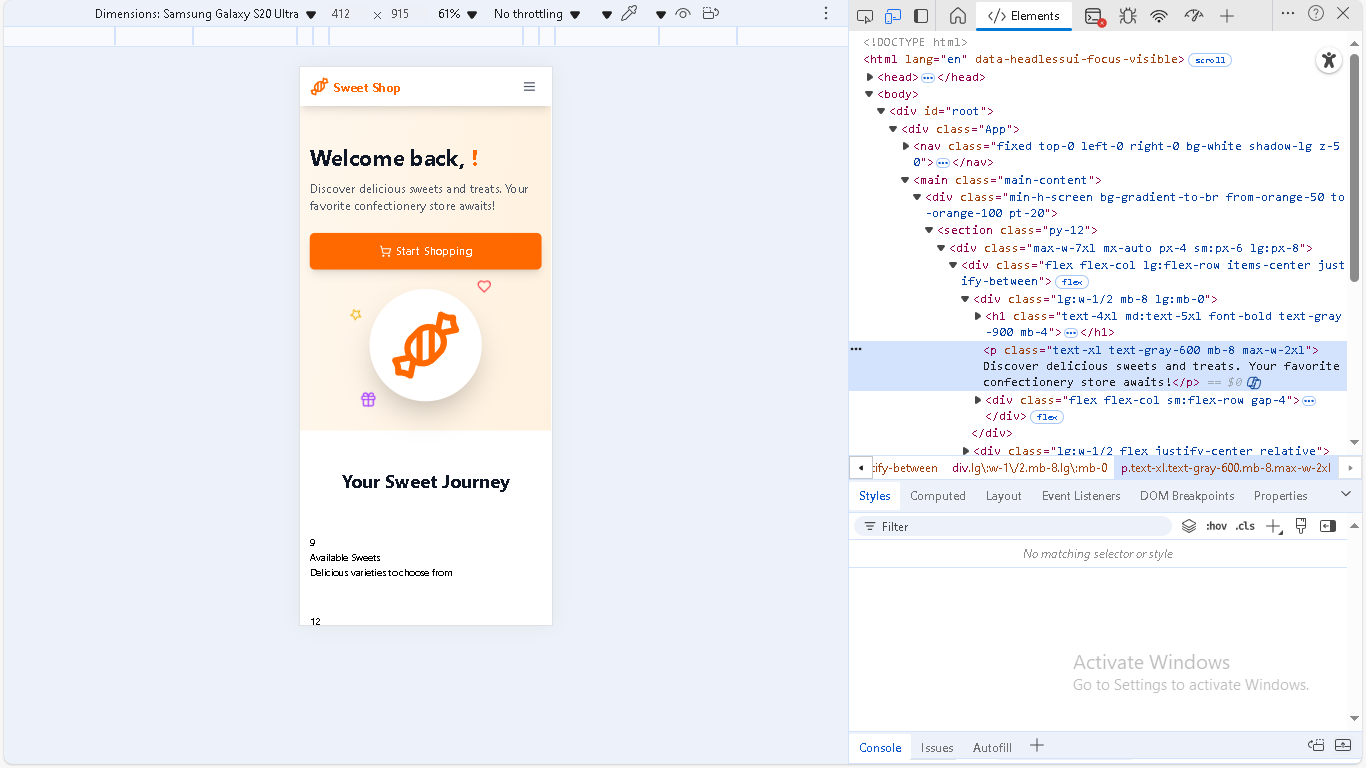 Dimensions: Samsung Galaxy S20 Ultra 412 × 915 61% No throttling
Elements
Sweet Shop
Welcome back, !
Discover delicious sweets and treats. Your
favorite confectionery store awaits!
Start Shopping
Your Sweet Journey
9
Available Sweets
Delicious varieties to choose from
12
<!DOCTYPE html>
<html lang="en" data-headlessui-focus-visible> scroll
<head> </head>
<body>
<div id="root">
<div class="App">
<nav class="fixed top-0 left-0 right-0 bg-white shadow-lg z-5
0"> </nav>
<main class="main-content">
<div class="min-h-screen bg-gradient-to-br from-orange-50 to
-orange-100 pt-20">
<section class="py-12">
<div class="max-w-7xl mx-auto px-4 sm:px-6 lg:px-8">
<div class="flex flex-col lg:flex-row items-center just
ify-between"> flex
<div class="lg:w-1/2 mb-8 lg:mb-0">
<h1 class="text-4xl md:text-5xl font-bold text-gray
-900 mb-4"> </h1>
<p class="text-xl text-gray-600 mb-8 max-w-2xl">
Discover delicious sweets and treats. Your favorite
confectionery store awaits!</p> == $0
<div class="flex flex-col sm:flex-row gap-4">
</div> flex
</div>
<div class="lg:w-1/2 flex justify-center relative">
ify-between div.lg\:w-1\/2.mb-8.lg\:mb-0 p.text-xl.text-gray-600.mb-8.max-w-2xl
Styles Computed Layout Event Listeners DOM Breakpoints Properties
Filter :hov .cls
No matching selector or style
Activate Windows
Go to Settings to activate Windows.
Console Issues Autofill